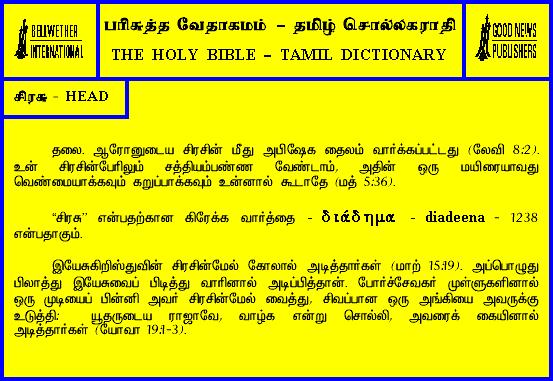 BELLWETHER
INTERNATIONAL
பரிசுத்த வேதாகமம் – தமிழ் சொல்லகராதி
THE HOLY BIBLE – TAMIL DICTIONARY
GOOD NEWS
PUBLISHERS
சிரசு - HEAD
தலை. ஆரோனுடைய சிரசின் மீது அபிஷேக தைலம் வார்க்கப்பட்டது (லேவி 8:2).
உன் சிரசின்பேரிலும் சத்தியம்பண்ண வேண்டாம், அதின் ஒரு மயிரையாவது
வெண்மையாக்கவும் கறுப்பாக்கவும் உன்னால் கூடாதே (மத் 5:36).
“சிரசு” என்பதற்கான கிரேக்க வார்த்தை - διάδημα - diadeena - 1238
என்பதாகும்.
இயேசுகிறிஸ்துவின் சிரசின்மேல் கோலால் அடித்தார்கள் (மாற் 15:19). அப்பொழுது
பிலாத்து இயேசுவைப் பிடித்து வாரினால் அடிப்பித்தான். போர்ச்சேவகர் முள்ளுகளினால்
ஒரு முடியைப் பின்னி அவர் சிரசின்மேல் வைத்து, சிவப்பான ஒரு அங்கியை அவருக்கு
உடுத்தி: யூதருடைய ராஜாவே, வாழ்க என்று சொல்லி, அவரைக் கையினால்
அடித்தார்கள் (யோவா 19:1-3).